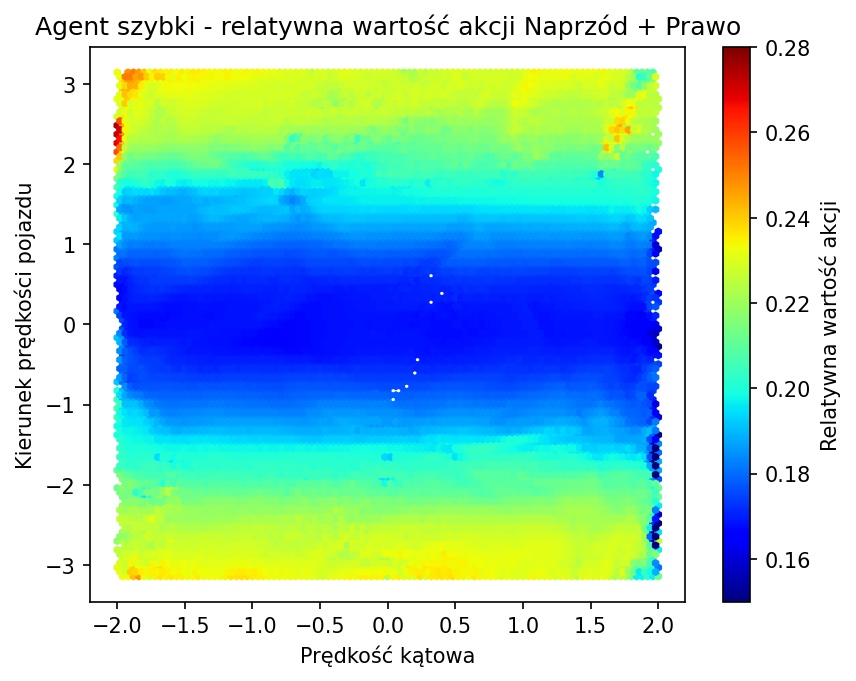 Agent szybki - relatywna wartość akcji Naprzód + Prawo
Kierunek prędkości pojazdu
3
2
1
0
−1
−2
−3
−2.0 −1.5 −1.0 −0.5 0.0 0.5 1.0 1.5 2.0
Prędkość kątowa
0.28
0.26
0.24
0.22
0.20
0.18
0.16
Relatywna wartość akcji